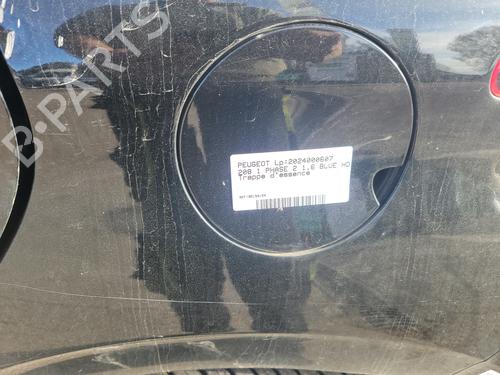 PEUGEOT Lp:2024000607
208 1 PHASE 2 1.6 BLUE HD
Trappe d'essence
B-PARTS